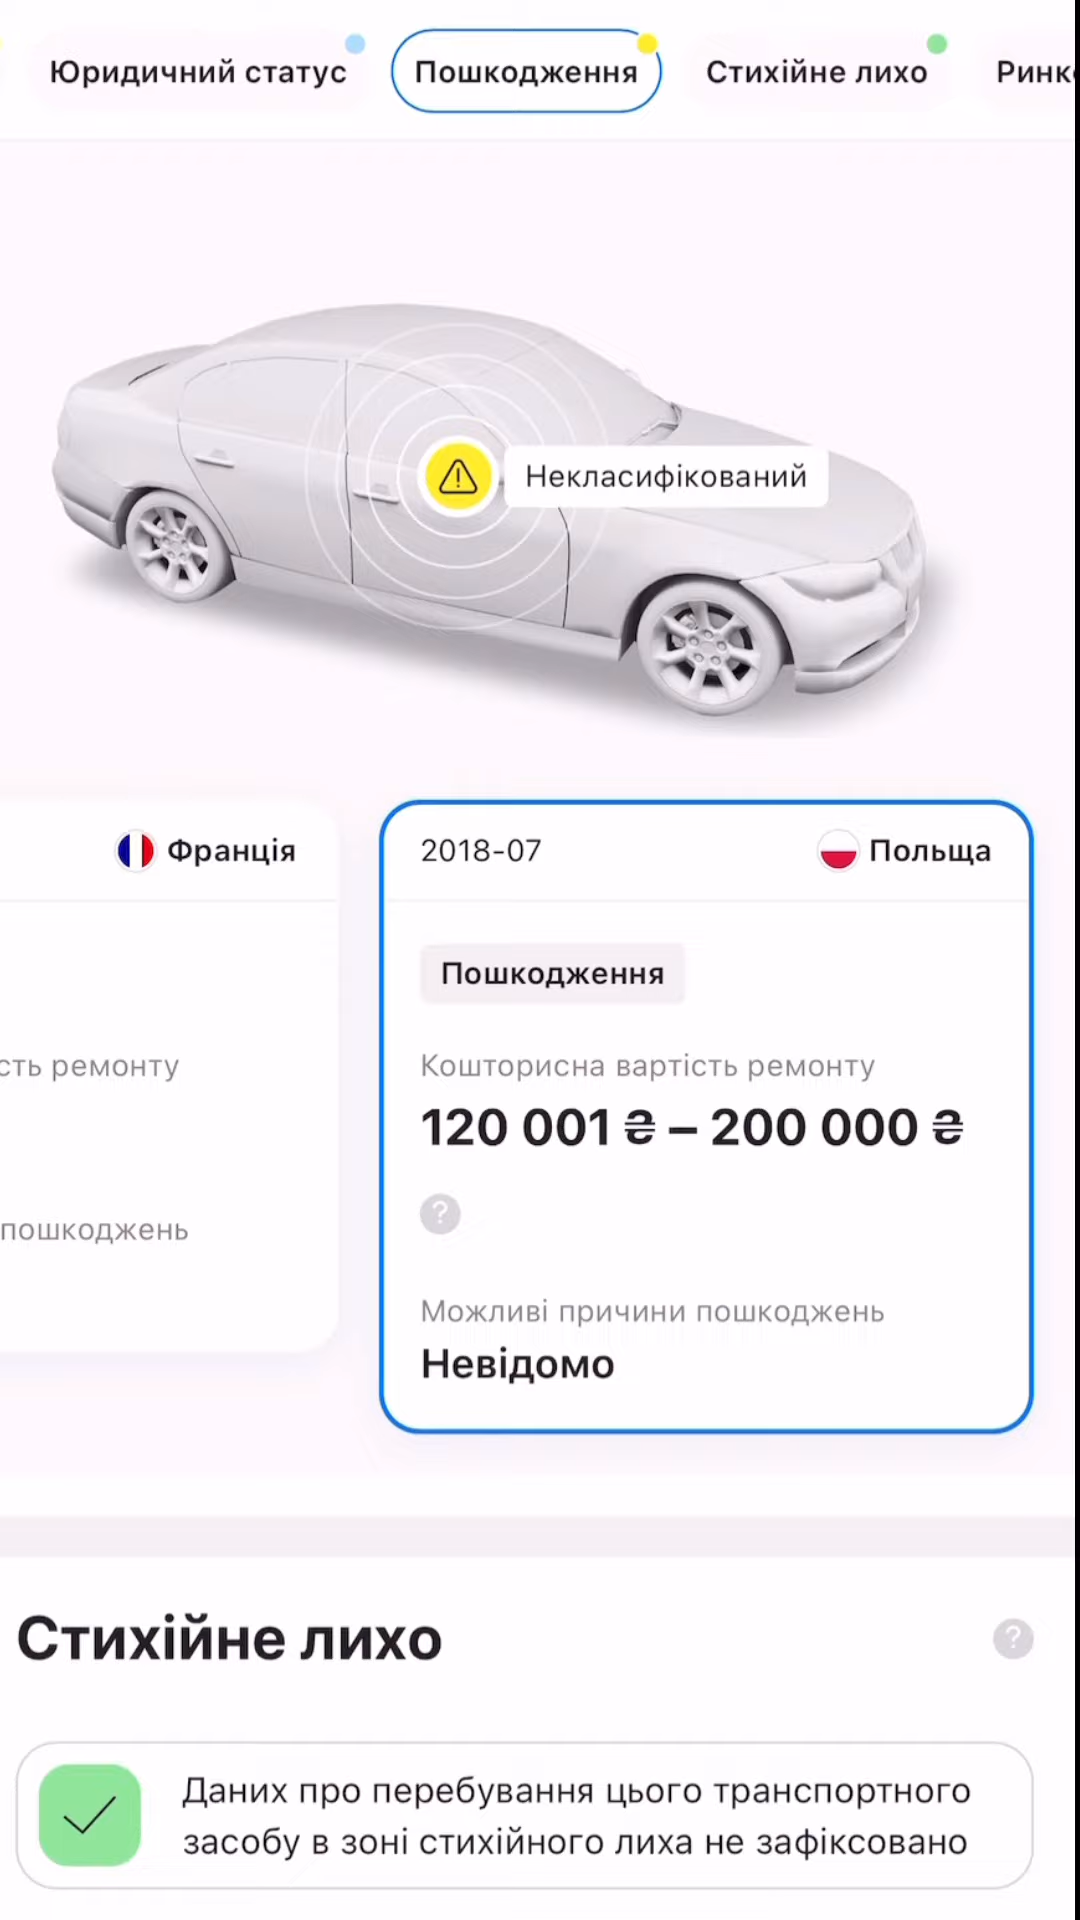 Юридичний статус
Пошкодження
Стихійне лихо
Некласифікований
Франція
ремонту
пошкоджень
2018-07
Польща
Пошкодження
Кошторисна вартість ремонту
120 001 ₴ – 200 000 ₴
?
Можливі причини пошкоджень
Невідомо
Стихійне лихо
?
Даних про перебування цього транспортного
засобу в зоні стихійного лиха не зафіксовано